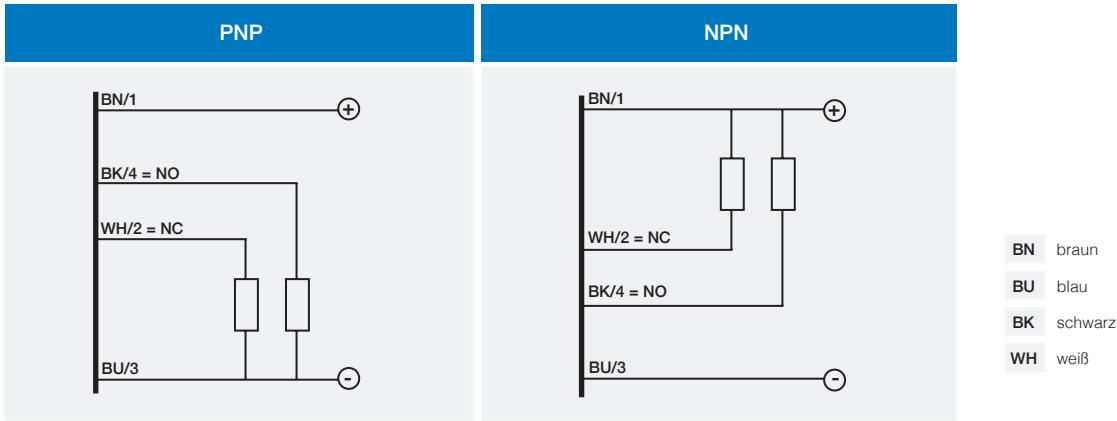 PNP
BN/1
+
BK/4 = NO
WH/2 = NC
BU/3
-
NPN
BN/1
+
WH/2 = NC
BK/4 = NO
BU/3
-
BN braun
BU blau
BK schwarz
WH weiß